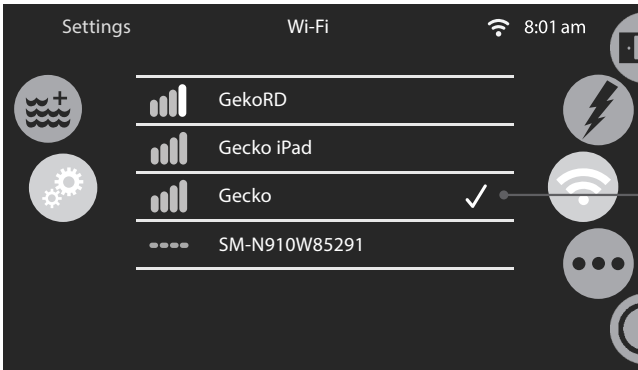 Settings
Wi-Fi
8:01 am
GekoRD
Gecko iPad
Gecko
SM-N910W85291